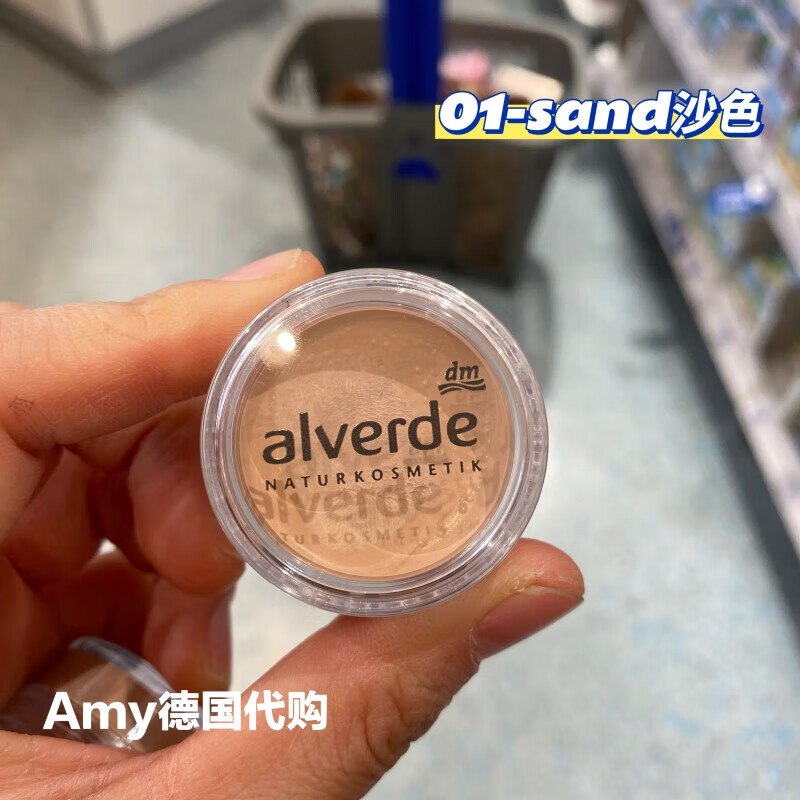 01-sand沙色
dm
alverde
NATURKOSMETIK
Amy德国代购